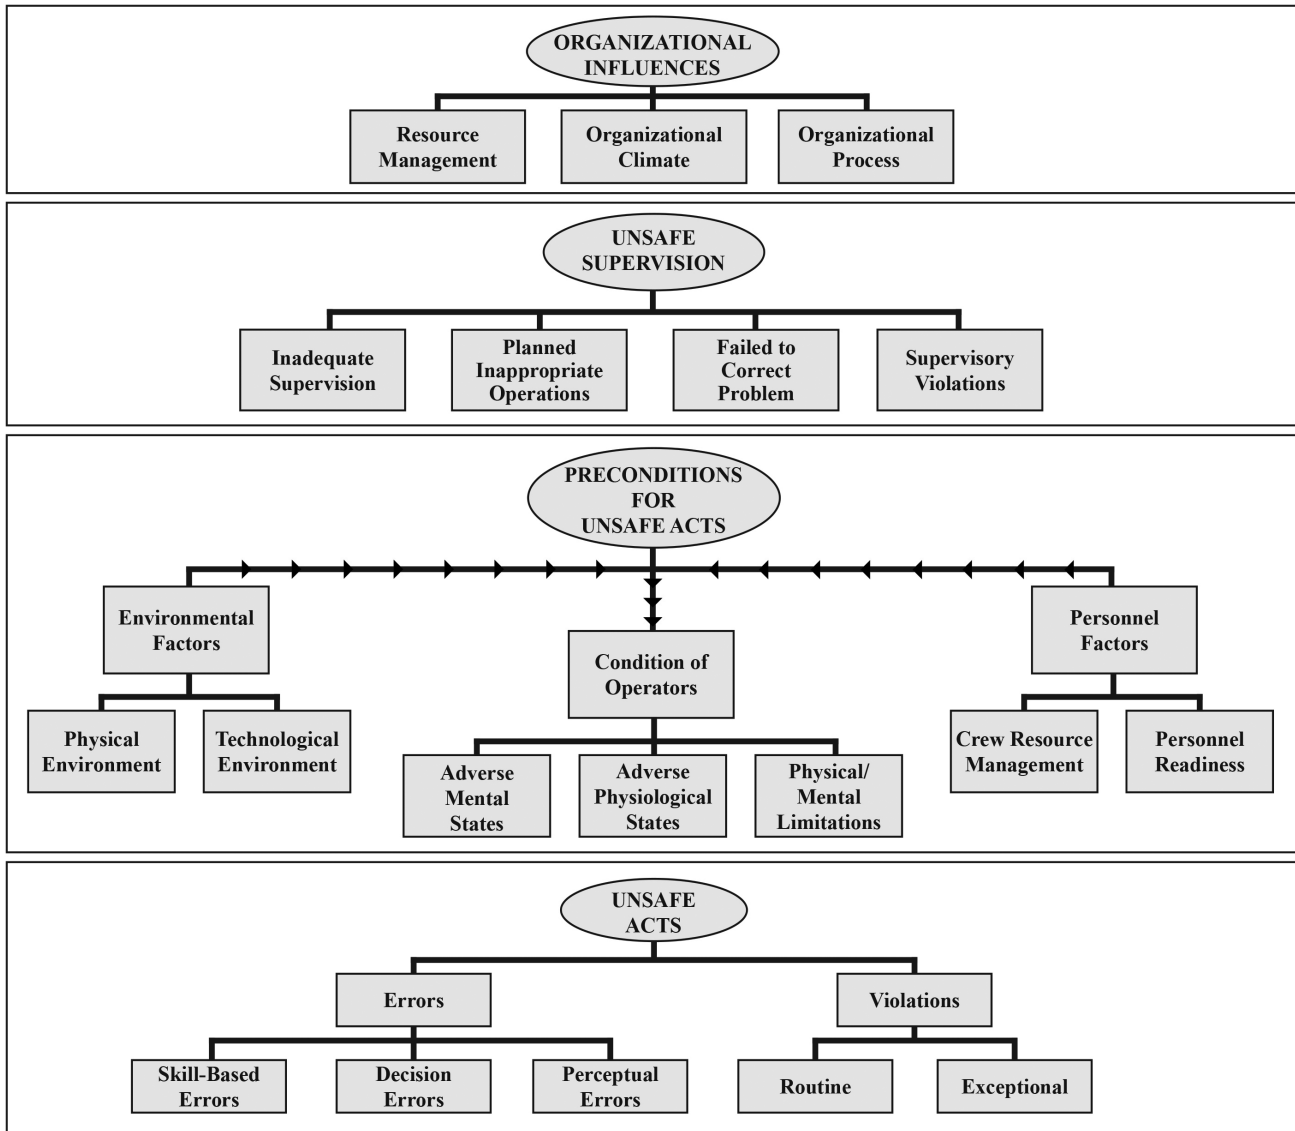 ORGANIZATIONAL
INFLUENCES
Resource
Management
Organizational
Climate
Organizational
Process
UNSAFE
SUPERVISION
Inadequate
Supervision
Planned
Inappropriate
Operations
Failed to
Correct
Problem
Supervisory
Violations
PRECONDITIONS
FOR
UNSAFE ACTS
Environmental
Factors
Condition of
Operators
Personnel
Factors
Physical
Environment
Technological
Environment
Adverse
Mental
States
Adverse
Physiological
States
Physical/
Mental
Limitations
Crew Resource
Management
Personnel
Readiness
UNSAFE
ACTS
Errors
Violations
Skill-Based
Errors
Decision
Errors
Perceptual
Errors
Routine
Exceptional